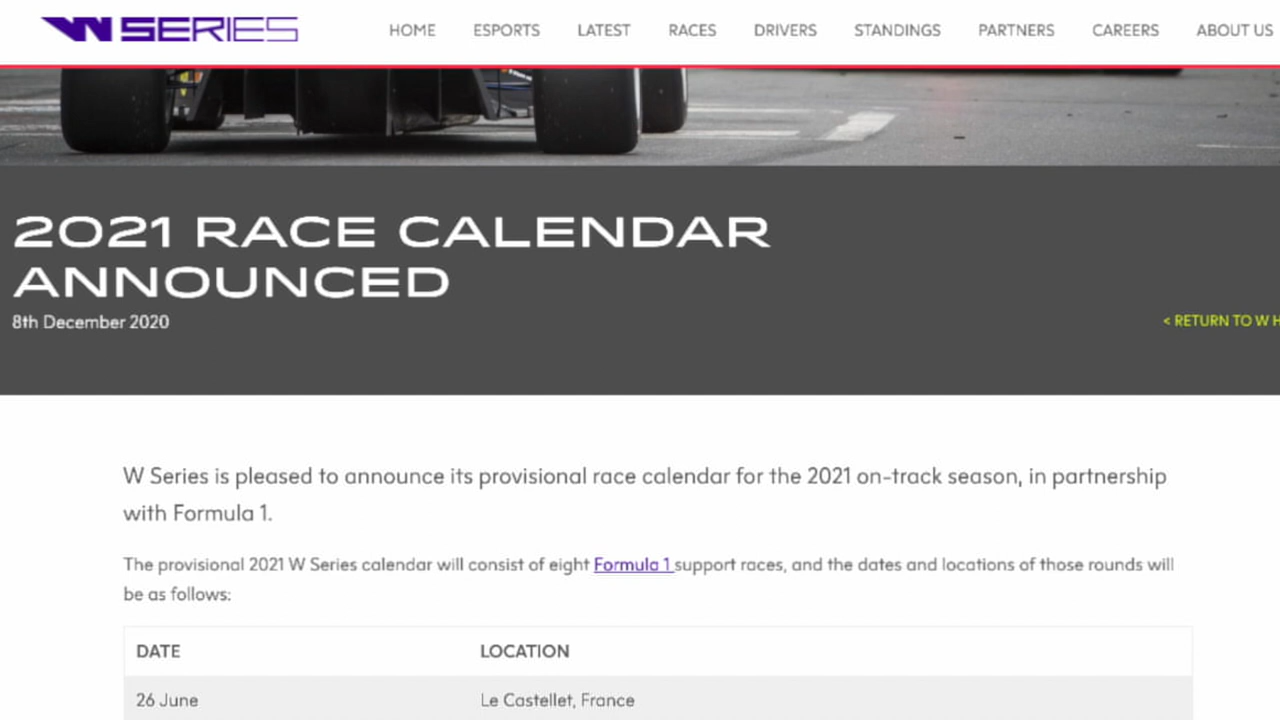 W SERIES
HOME ESPORTS LATEST RACES DRIVERS STANDINGS PARTNERS CAREERS ABOUT US
2021 RACE CALENDAR
ANNOUNCED
8th December 2020
< RETURN TO W H
W Series is pleased to announce its provisional race calendar for the 2021 on-track season, in partnership
with Formula 1.
The provisional 2021 W Series calendar will consist of eight Formula 1 support races, and the dates and locations of those rounds will
be as follows:
DATE LOCATION
26 June Le Castellet, France